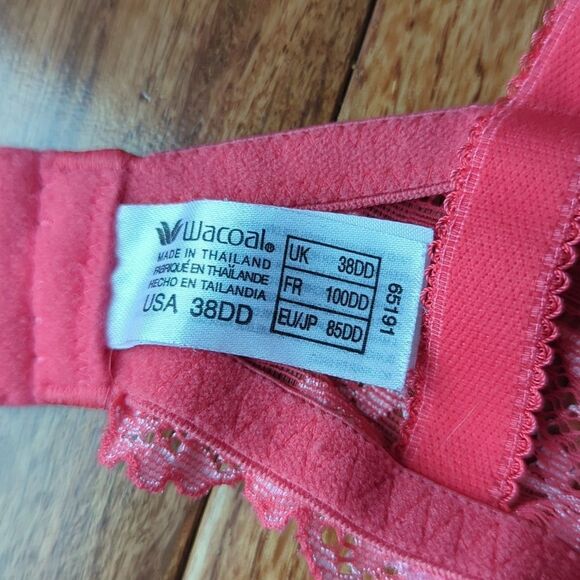 Wacoal®
MADE IN THAILAND
FABRIQUÉ EN THAÏLANDE
HECHO EN TAILANDIA
USA 38DD
UK 38DD
FR 100DD
EU/JP 85DD
65191